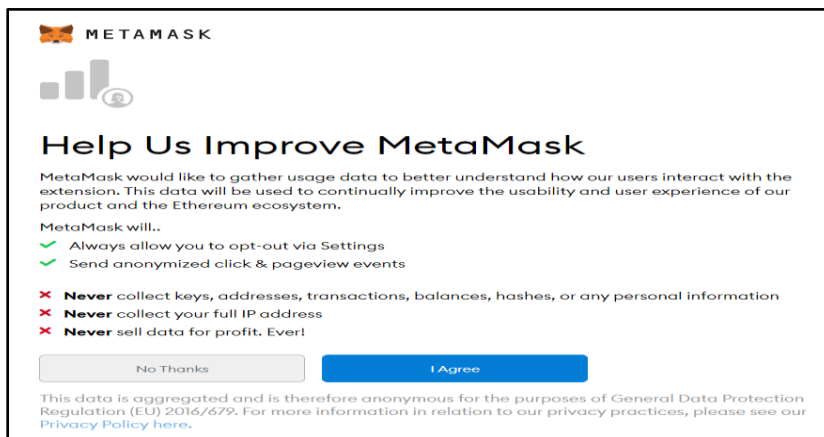 METAMASK
Help Us Improve MetaMask
MetaMask would like to gather usage data to better understand how our users interact with the
extension. This data will be used to continually improve the usability and user experience of our
product and the Ethereum ecosystem.
MetaMask will..
Always allow you to opt-out via Settings
Send anonymized click & pageview events
Never collect keys, addresses, transactions, balances, hashes, or any personal information
Never collect your full IP address
Never sell data for profit. Ever!
No Thanks
I Agree
This data is aggregated and is therefore anonymous for the purposes of General Data Protection
Regulation (EU) 2016/679. For more information in relation to our privacy practices, please see our
Privacy Policy here.